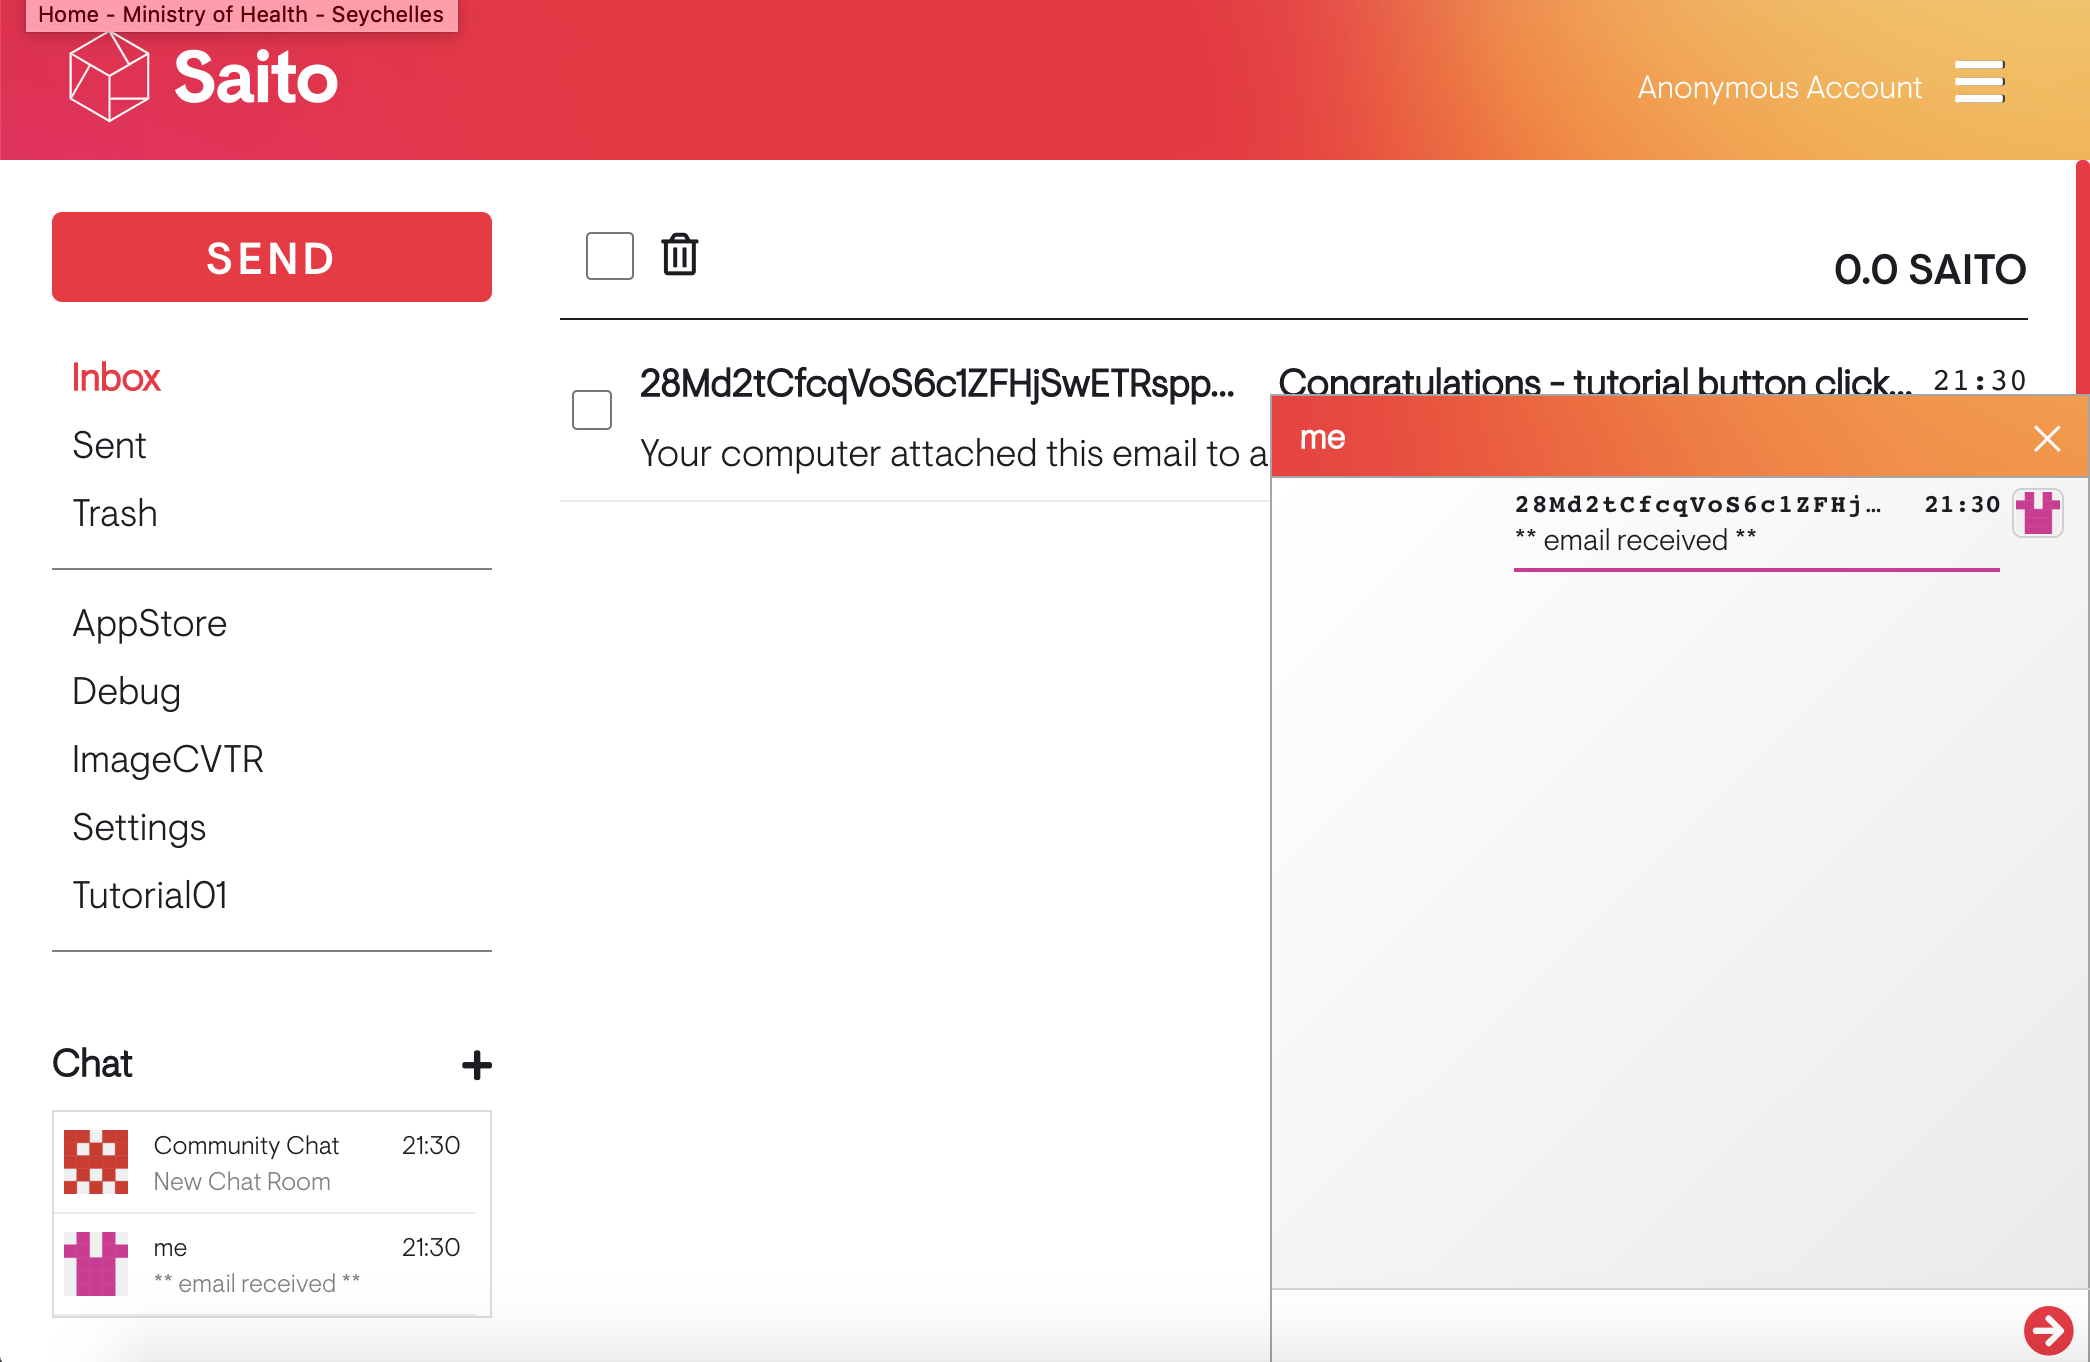 Home - Ministry of Health - Seychelles
Saito
Anonymous Account
SEND
0.0 SAITO
Inbox
Sent
Trash
28Md2tCfcqVoS6c1ZFHjSwETRspp...
Congratulations - tutorial button click...
21:30
Your computer attached this email to a
me
28Md2tCfcqVoS6c1ZFHj...
21:30
** email received **
AppStore
Debug
ImageCVTR
Settings
Tutorial01
Chat
Community Chat
21:30
New Chat Room
me
21:30
** email received **